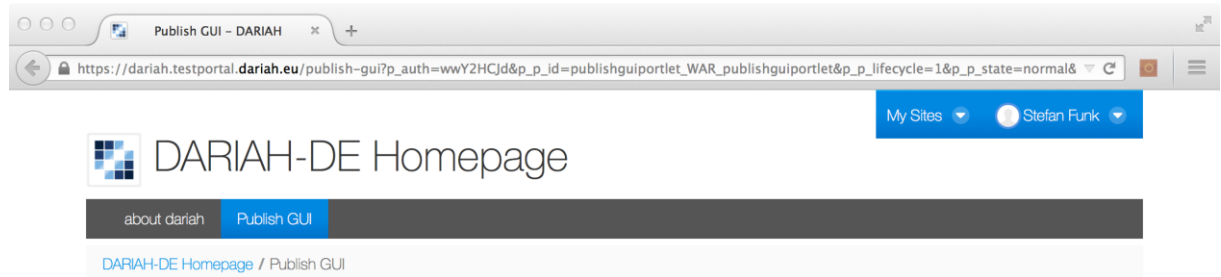 Publish GUI – DARIAH
https://dariah.testportal.dariah.eu/publish-gui?p_auth=wwY2HCJd&p_p_id=publishguiportlet_WAR_publishguiportlet&p_p_lifecycle=1&p_p_state=normal&
My Sites Stefan Funk
DARIAH-DE Homepage
about dariah Publish GUI
DARIAH-DE Homepage / Publish GUI